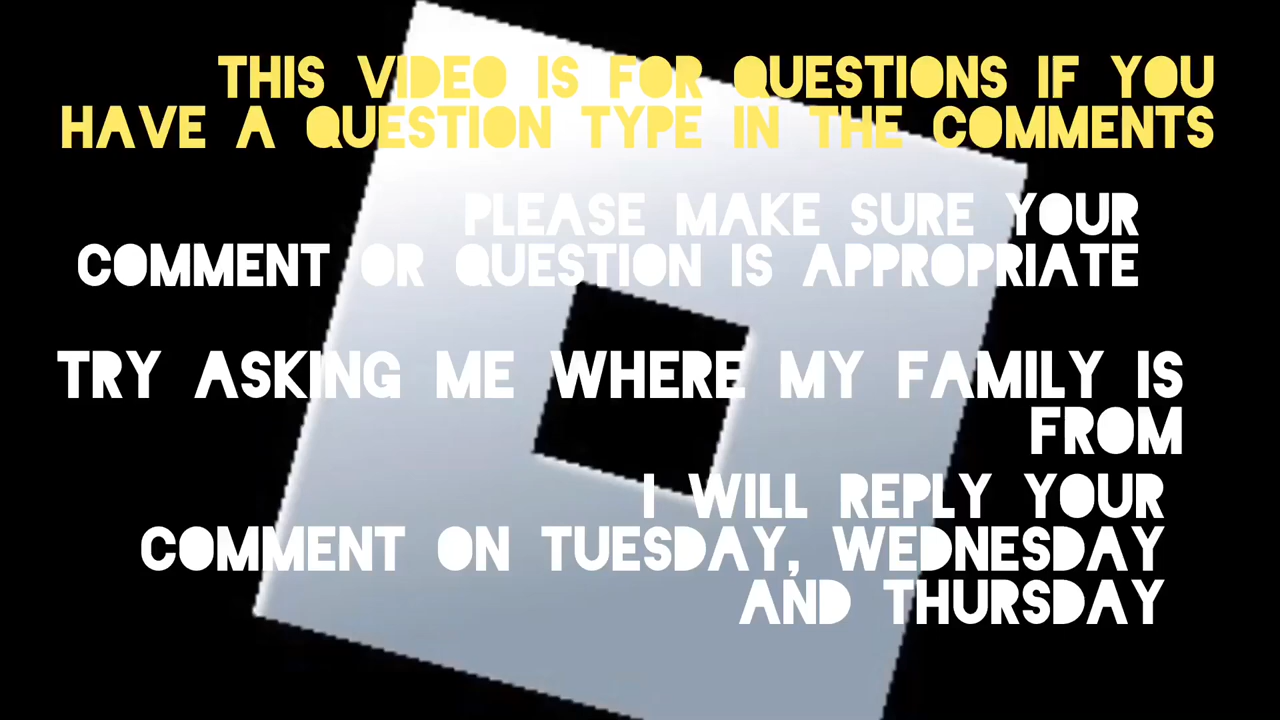 THIS VIDEO IS FOR QUESTIONS IF YOU
HAVE A QUESTION TYPE IN THE COMMENTS
PLEASE MAKE SURE YOUR
COMMENT OR QUESTION IS APPROPRIATE
TRY ASKING ME WHERE MY FAMILY IS
FROM
I WILL REPLY YOUR
COMMENT ON TUESDAY, WEDNESDAY
AND THURSDAY